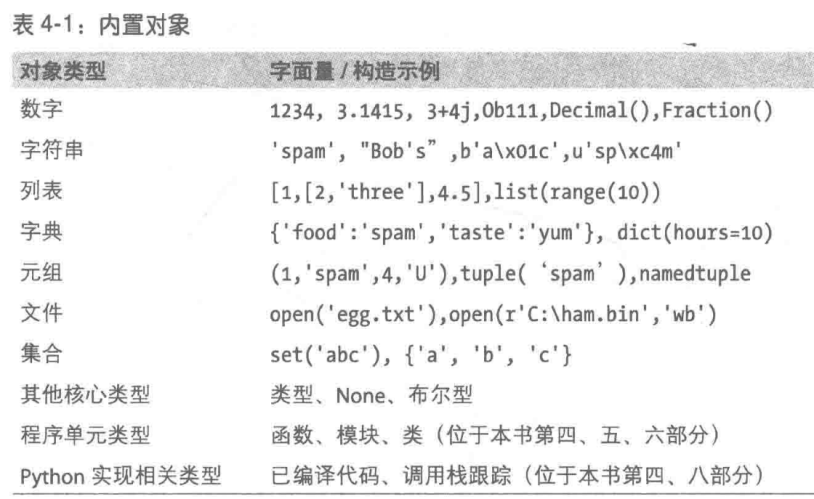 表 4-1：内置对象
对象类型 字面量 / 构造示例
数字 1234, 3.1415, 3+4j,0b111,Decimal(),Fraction()
字符串 'spam', "Bob's” ,b'a\x01c',u'sp\xc4m'
列表 [1,[2,'three'],4.5],list(range(10))
字典 {'food':'spam','taste':'yum'}, dict(hours=10)
元组 (1,'spam',4,'U'),tuple( ‘spam’ ),namedtuple
文件 open('egg.txt'),open(r'C:\ham.bin','wb')
集合 set('abc'), {'a', 'b', 'c'}
其他核心类型 类型、None、布尔型
程序单元类型 函数、模块、类（位于本书第四、五、六部分）
Python 实现相关类型 已编译代码、调用栈跟踪（位于本书第四、八部分）